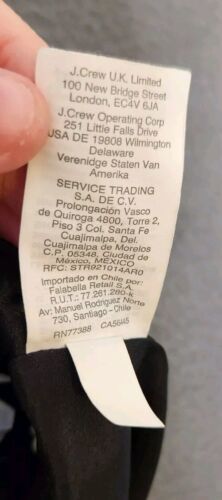 J.Crew U.K. Limited
100 New Bridge Street
London, EC4V 6JA
J.Crew Operating Corp
251 Little Falls Drive
USA DE 19808 Wilmington
Delaware
Verenidge Staten Van
Amerika
SERVICE TRADING
S.A. DE C.V.
Prolongación Vasco
de Quiroga 4800, Torre 2,
Piso 3 Col. Santa Fe
Cuajimalpa, Del.
Cuajimalpa de Morelos
C.P. 05348, Ciudad de
México, MÉXICO
RFC: STR921014AR0
Importado en Chile por:
Falabella Retail S.A.
R.U.T.: 77.261.280-K
Av: Manuel Rodriguez Norte
730, Santiago - Chile
RN77388 CA56145